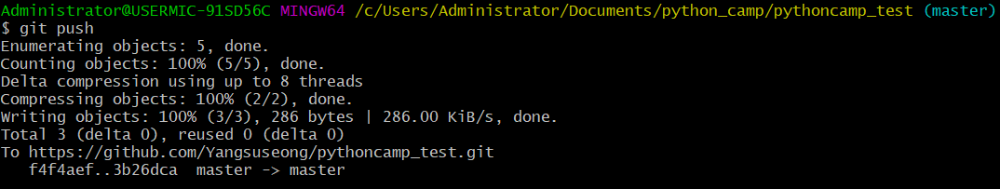 Administrator@USERMIC-91SD56C MINGW64 /c/Users/Administrator/Documents/python_camp/pythoncamp_test (master)
$ git push
Enumerating objects: 5, done.
Counting objects: 100% (5/5), done.
Delta compression using up to 8 threads
Compressing objects: 100% (2/2), done.
Writing objects: 100% (3/3), 286 bytes | 286.00 KiB/s, done.
Total 3 (delta 0), reused 0 (delta 0)
To https://github.com/Yangsuseong/pythoncamp_test.git
   f4f4aef..3b26dca  master -> master